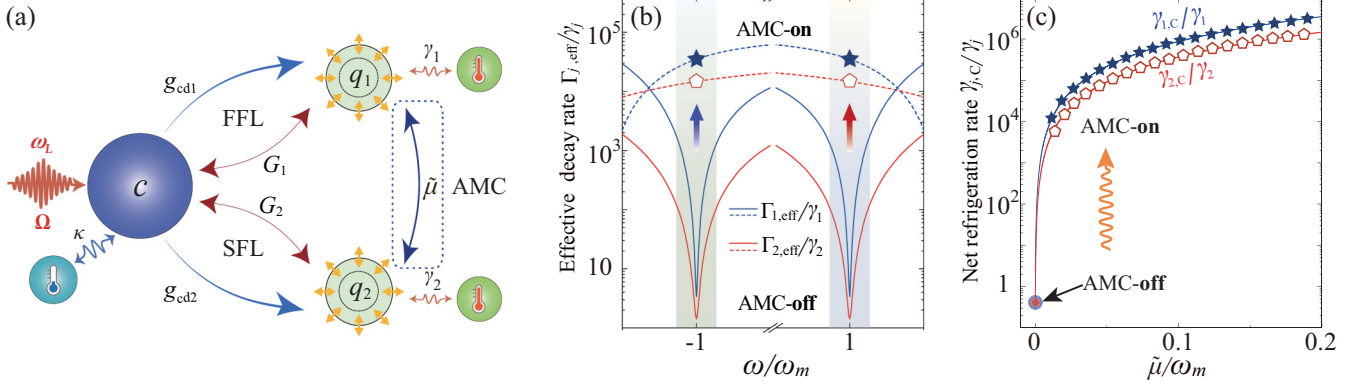 (a)
g_cd1
q_1
γ_1
FFL
G_1
ω_L
Ω
c
μ̃
AMC
G_2
κ
SFL
g_cd2
q_2
γ_2
(b)
Effective decay rate Γ_j,eff/γ_j
10^5
10^3
10
AMC-on
Γ_1,eff/γ_1
Γ_2,eff/γ_2
AMC-off
-1
1
ω/ω_m
(c)
Net refrigeration rate γ_j,C/γ_j
10^6
10^4
10^2
1
γ_1,C/γ_1
γ_2,C/γ_2
AMC-on
AMC-off
0
0.1
0.2
μ̃/ω_m